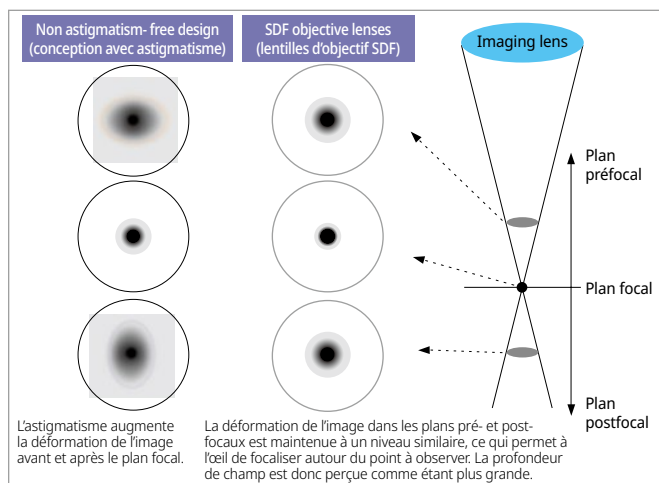 Non astigmatism- free design
(conception avec astigmatisme)
SDF objective lenses
(lentilles d'objectif SDF)
Imaging lens
Plan
préfocal
Plan focal
Plan
postfocal
L'astigmatisme augmente
la déformation de l'image
avant et après le plan focal.
La déformation de l'image dans les plans pré- et post-
focaux est maintenue à un niveau similaire, ce qui permet à
l'œil de focaliser autour du point à observer. La profondeur
de champ est donc perçue comme étant plus grande.